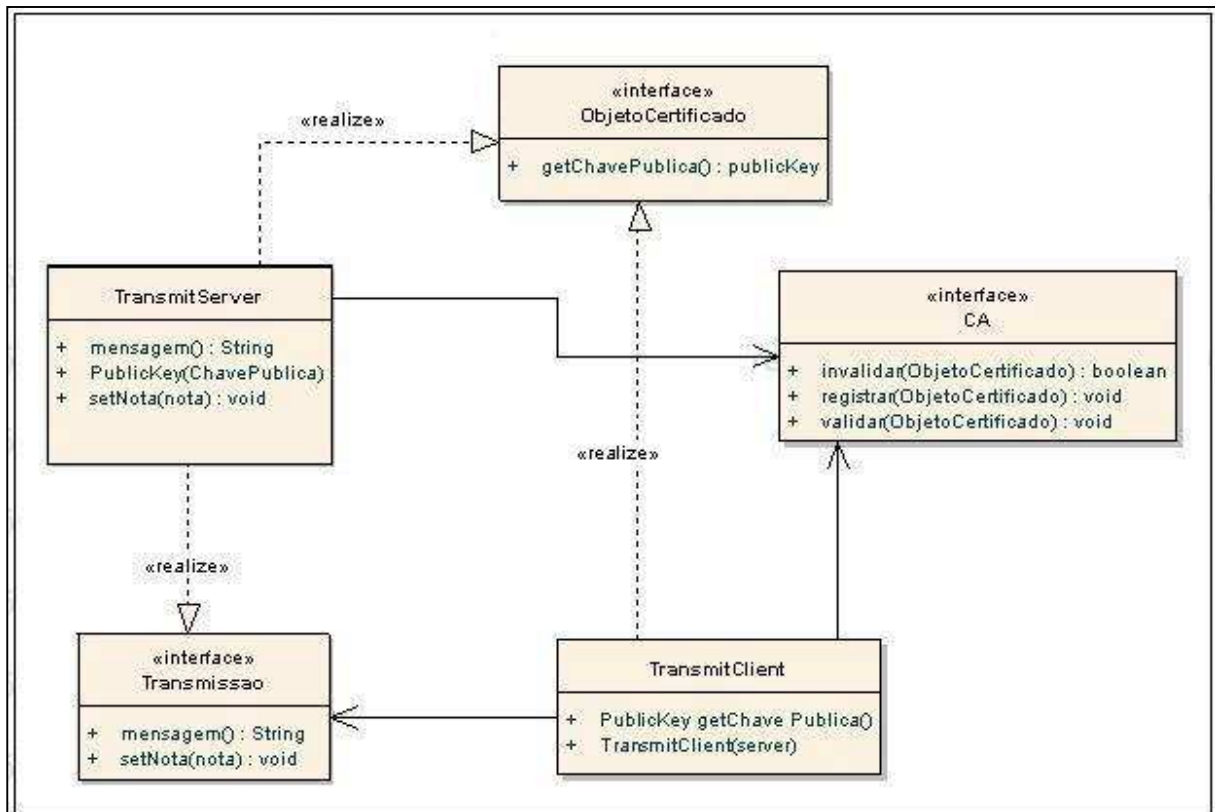 «interface»
ObjetoCertificado
+ getChavePublica() : publicKey
«realize»
TransmitServer
+ mensagem() : String
+ PublicKey(ChavePublica)
+ setNota(nota) : void
«interface»
CA
+ invalidar(ObjetoCertificado) : boolean
+ registrar(ObjetoCertificado) : void
+ validar(ObjetoCertificado) : void
«realize»
«realize»
«interface»
Transmissao
+ mensagem() : String
+ setNota(nota) : void
TransmitClient
+ PublicKey getChave Publica()
+ TransmitClient(server)